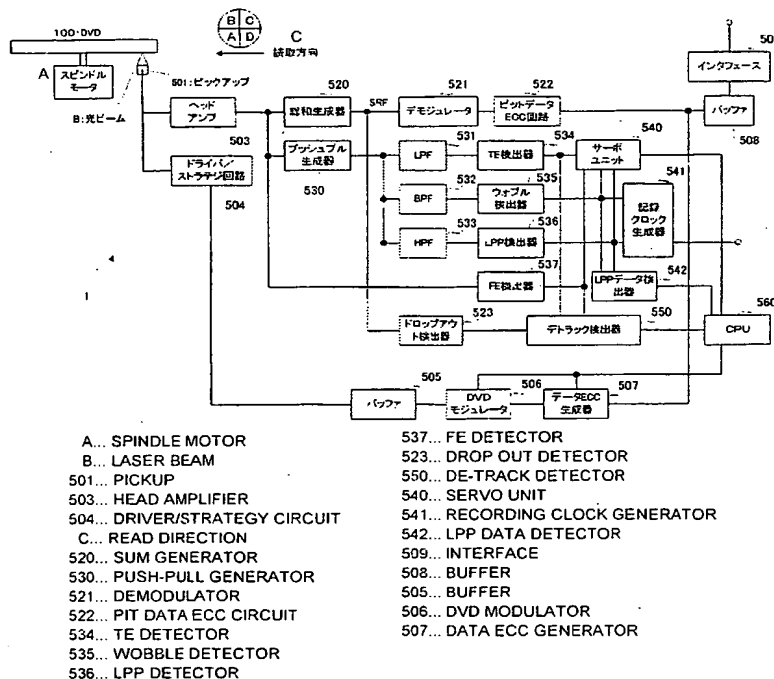 100·DVD
A
スピンドル
モータ
B C
A D
C
読取方向
501:ピックアップ
B:光ビーム
ヘッド
アンプ
503
ドライバ/
ストラテジ回路
504
520
総和生成器
SRF
521
デモジュレータ
522
ピットデータ
ECC回路
50
インタフェース
バッファ
508
プッシュプル
生成器
530
531
LPF
534
TE検出器
540
サーボ
ユニット
532
BPF
535
ウォブル
検出器
541
記録
クロック
生成器
533
HPF
536
LPP検出器
537
FE検出器
542
LPPデータ検
出器
523
ドロップアウ
ト検出器
550
デトラック検出器
560
CPU
505
バッファ
506
DVD
モジュレータ
507
データECC
生成器
A... SPINDLE MOTOR
B... LASER BEAM
501... PICKUP
503... HEAD AMPLIFIER
504... DRIVER/STRATEGY CIRCUIT
C... READ DIRECTION
520... SUM GENERATOR
530... PUSH-PULL GENERATOR
521... DEMODULATOR
522... PIT DATA ECC CIRCUIT
534... TE DETECTOR
535... WOBBLE DETECTOR
536... LPP DETECTOR
537... FE DETECTOR
523... DROP OUT DETECTOR
550... DE-TRACK DETECTOR
540... SERVO UNIT
541... RECORDING CLOCK GENERATOR
542... LPP DATA DETECTOR
509... INTERFACE
508... BUFFER
505... BUFFER
506... DVD MODULATOR
507... DATA ECC GENERATOR